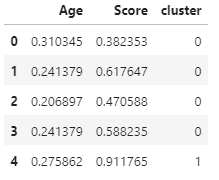 Age Score cluster
0 0.310345 0.382353 0
1 0.241379 0.617647 0
2 0.206897 0.470588 0
3 0.241379 0.588235 0
4 0.275862 0.911765 1